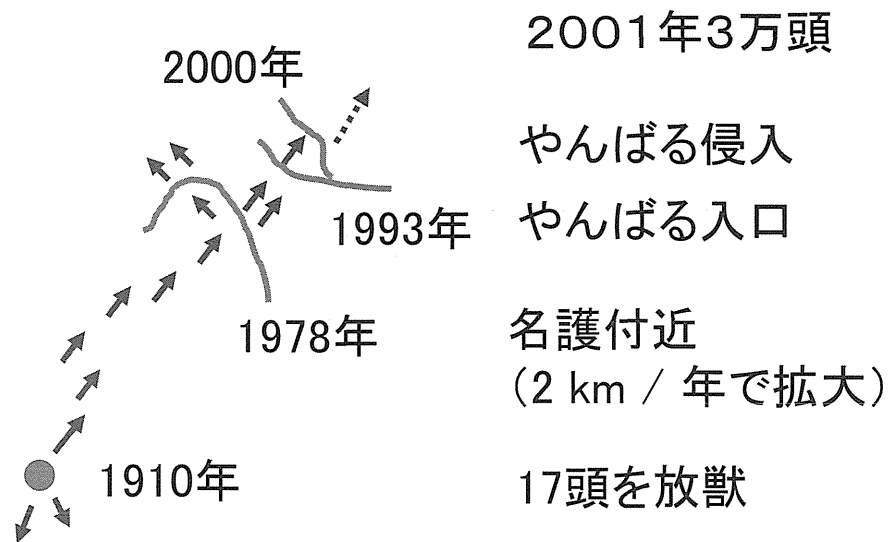 2001年3万頭
2000年
やんばる侵入
1993年
やんばる入口
1978年
名護付近
(2 km / 年で拡大)
1910年
17頭を放獣